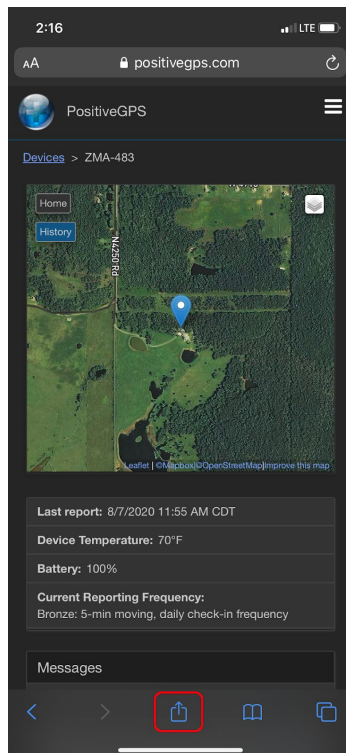 2:16
LTE
AA
positivegps.com
PositiveGPS
Devices > ZMA-483
Home
History
N4250 Rd
Leaflet | ©Mapbox|©OpenStreetMap|Improve this map
Last report: 8/7/2020 11:55 AM CDT
Device Temperature: 70°F
Battery: 100%
Current Reporting Frequency:
Bronze: 5-min moving, daily check-in frequency
Messages